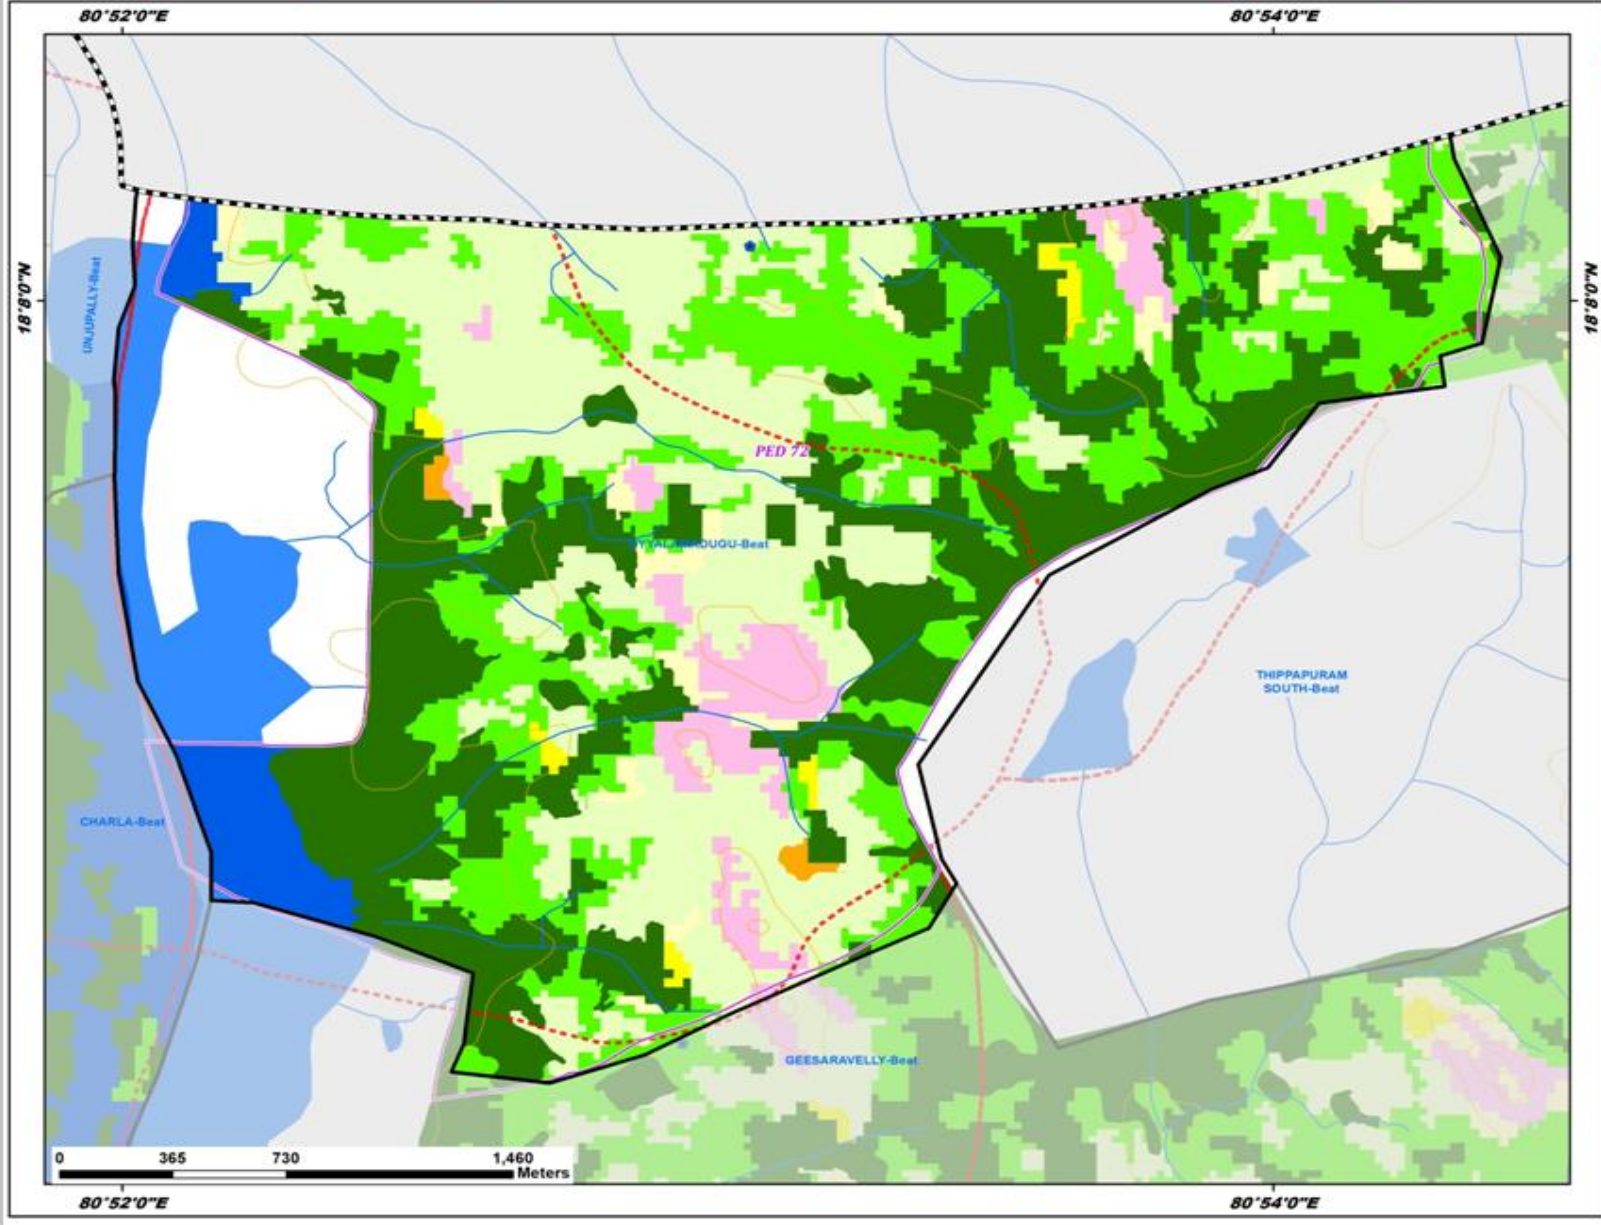 80°52'0"E
80°54'0"E
18°8'0"N
18°8'0"N
UNJUPALLY-Beat
PED 72
THIPPAPURAM
SOUTH-Beat
CHARLA-Beat
GEESARAVELLY-Beat
0 365 730 1,460
Meters
80°52'0"E
80°54'0"E